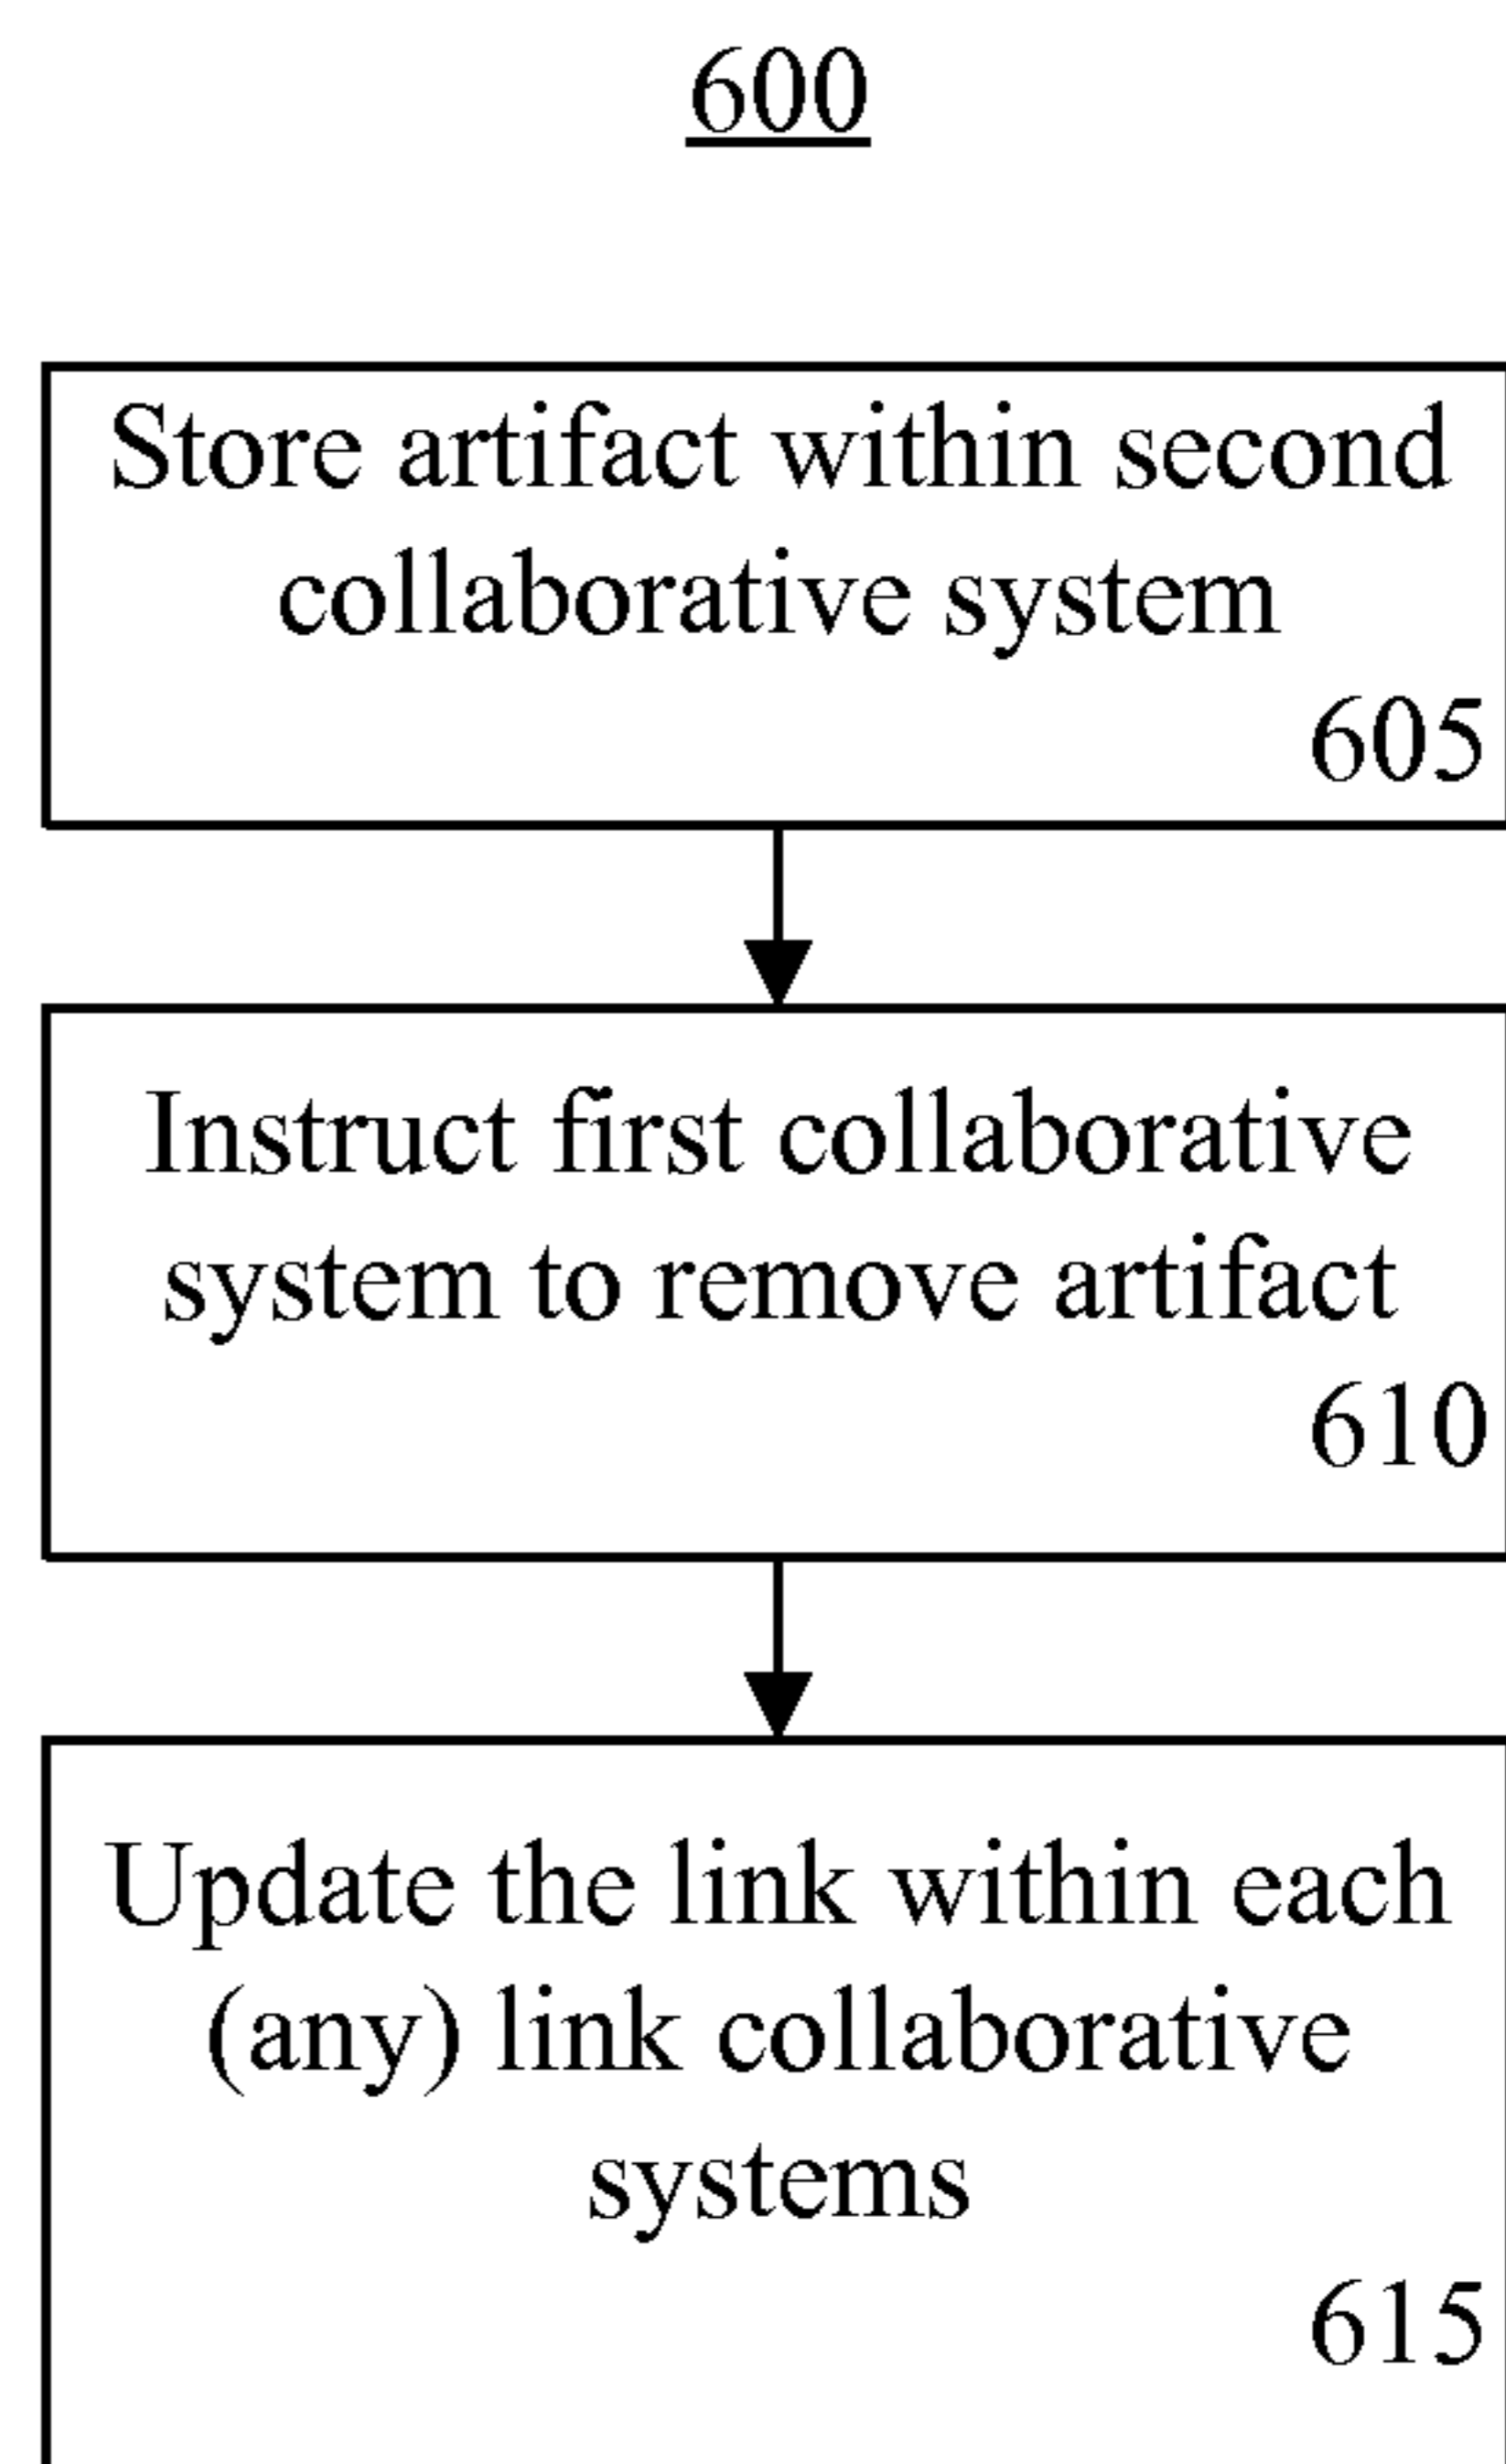 600
Store artifact within second
collaborative system
605
Instruct first collaborative
system to remove artifact
610
Update the link within each
(any) link collaborative
systems
615